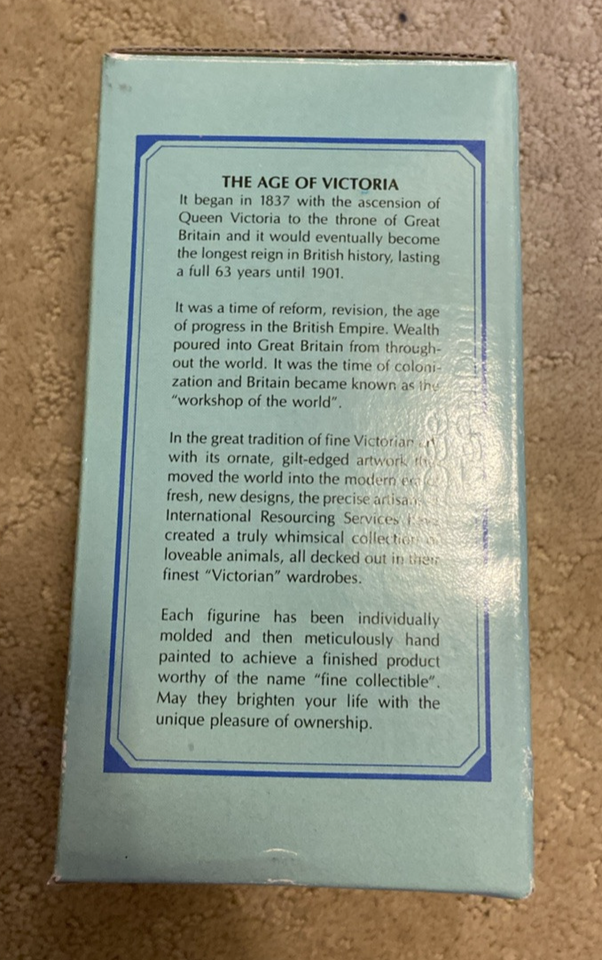 THE AGE OF VICTORIA
It began in 1837 with the ascension of
Queen Victoria to the throne of Great
Britain and it would eventually become
the longest reign in British history, lasting
a full 63 years until 1901.
It was a time of reform, revision, the age
of progress in the British Empire. Wealth
poured into Great Britain from through-
out the world. It was the time of coloni-
zation and Britain became known as the
"workshop of the world".
In the great tradition of fine Victorian
with its ornate, gilt-edged artwork
moved the world into the modern
fresh, new designs, the precise
International Resourcing Services
created a truly whimsical collection
loveable animals, all decked out in their
finest "Victorian" wardrobes.
Each figurine has been individually
molded and then meticulously hand
painted to achieve a finished product
worthy of the name "fine collectible".
May they brighten your life with the
unique pleasure of ownership.